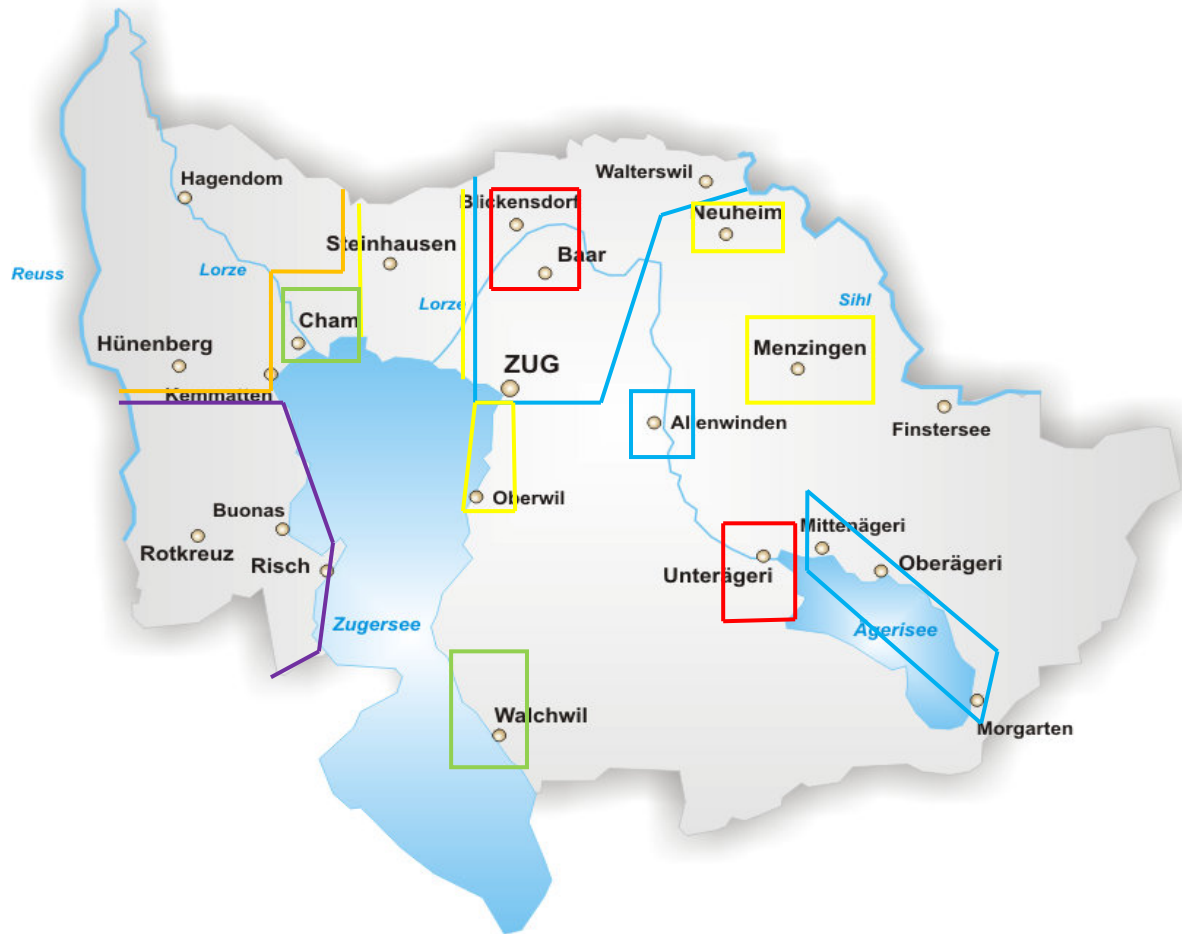 Walterswil
Hagendom
Blickensdorf
Neuheim
Steinhausen
Baar
Reuss
Lorze
Lorze
Sihl
Cham
Hünenberg
Menzingen
ZUG
Kemmatten
Allenwinden
Finstersee
Oberwil
Buonas
Mittenägeri
Rotkreuz
Risch
Unterägeri
Oberägeri
Zugersee
Ägerisee
Walchwil
Morgarten